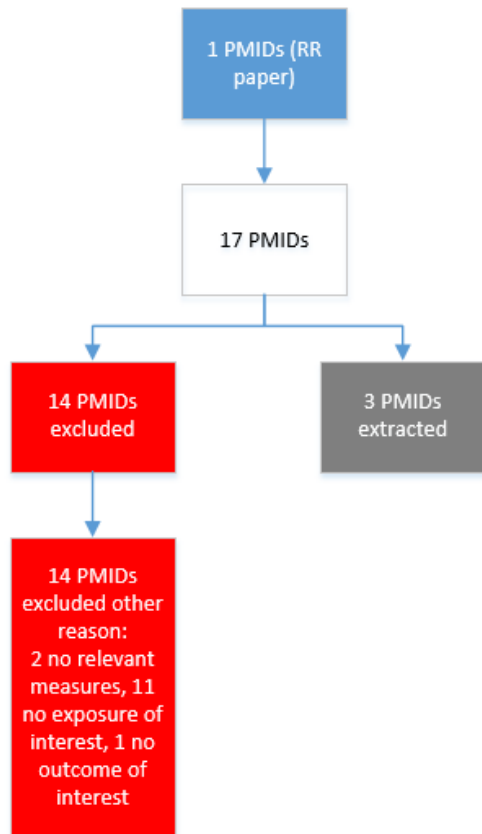 1 PMIDs (RR
paper)
17 PMIDs
14 PMIDs
excluded
3 PMIDs
extracted
14 PMIDs
excluded other
reason:
2 no relevant
measures, 11
no exposure of
interest, 1 no
outcome of
interest